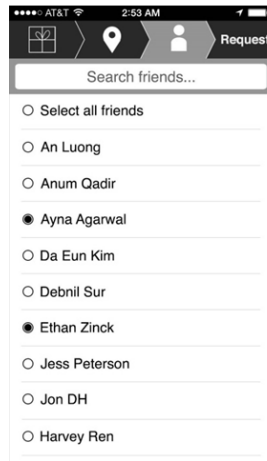 AT&T 2:53 AM
Request
Search friends...
Select all friends
An Luong
Anum Qadir
Ayna Agarwal
Da Eun Kim
Debnil Sur
Ethan Zinck
Jess Peterson
Jon DH
Harvey Ren